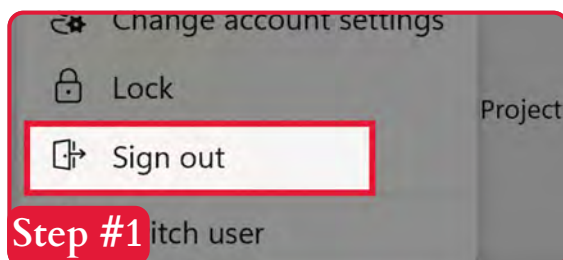 Change account settings
Lock
Project
Sign out
Step #1
itch user